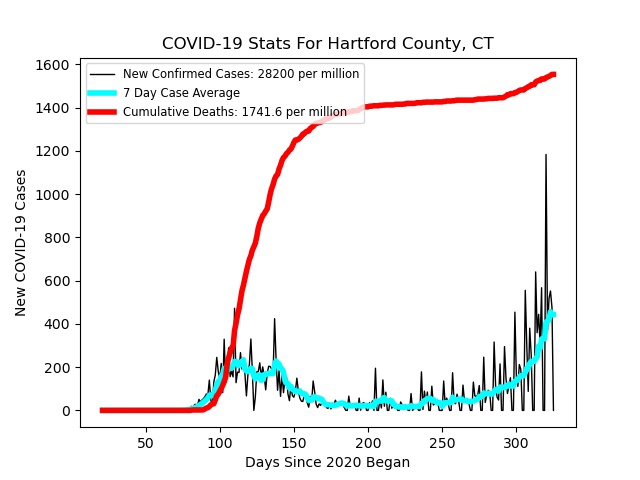 COVID-19 Stats For Hartford County, CT
New Confirmed Cases: 28200 per million
7 Day Case Average
Cumulative Deaths: 1741.6 per million
New COVID-19 Cases
1600
1400
1200
1000
800
600
400
200
0
50 100 150 200 250 300
Days Since 2020 Began